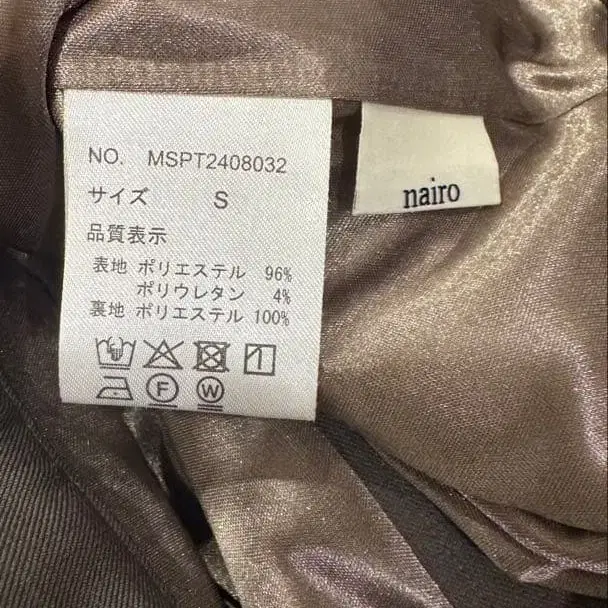 NO. MSPT2408032
サイズ S
品質表示
表地 ポリエステル 96%
ポリウレタン 4%
裏地 ポリエステル 100%
F W
nairo